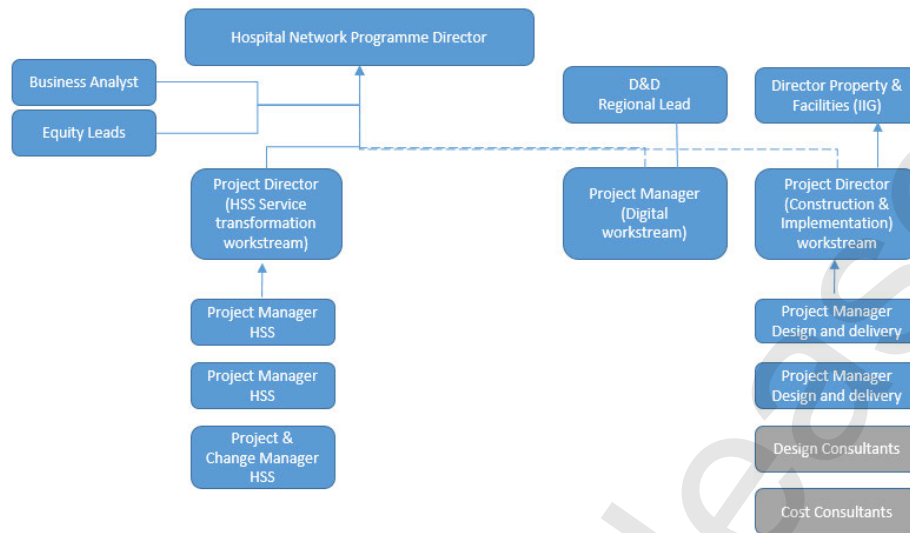 Hospital Network Programme Director
Business Analyst
Equity Leads
D&D
Regional Lead
Director Property &
Facilities (IIG)
Project Director
(HSS Service
transformation
workstream)
Project Manager
(Digital
workstream)
Project Director
(Construction &
Implementation)
workstream
Project Manager
HSS
Project Manager
HSS
Project &
Change Manager
HSS
Project Manager
Design and delivery
Project Manager
Design and delivery
Design Consultants
Cost Consultants